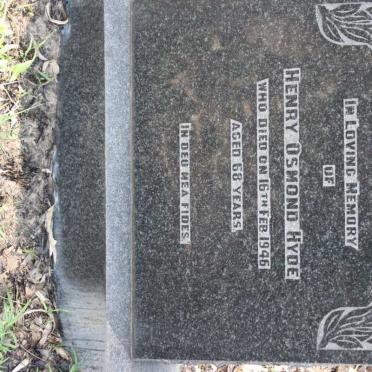 IN LOVING MEMORY
OF
HENRY OSMOND HYDE
WHO DIED ON 16TH FEB 1946
AGED 68 YEARS
IN DEO MEA FIDES.